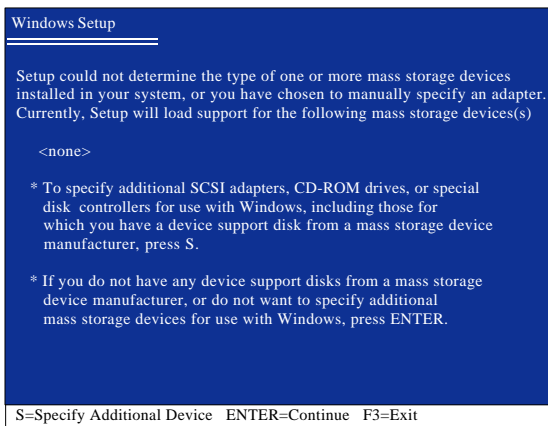 Windows Setup
Setup could not determine the type of one or more mass storage devices
installed in your system, or you have chosen to manually specify an adapter.
Currently, Setup will load support for the following mass storage devices(s)
<none>
* To specify additional SCSI adapters, CD-ROM drives, or special
disk controllers for use with Windows, including those for
which you have a device support disk from a mass storage device
manufacturer, press S.
* If you do not have any device support disks from a mass storage
device manufacturer, or do not want to specify additional
mass storage devices for use with Windows, press ENTER.
S=Specify Additional Device ENTER=Continue F3=Exit